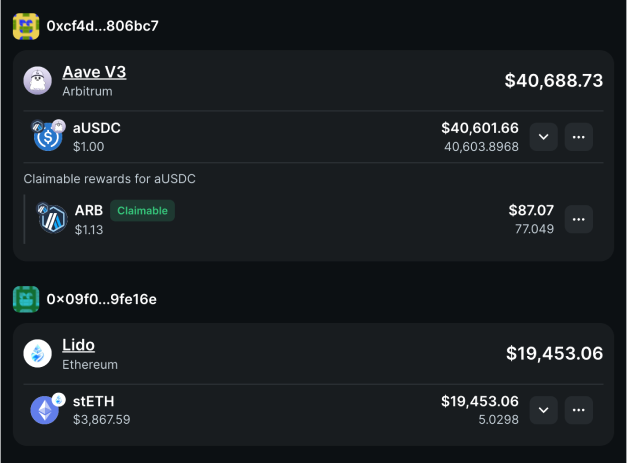 0xcf4d...806bc7
Aave V3
$40,688.73
Arbitrum
aUSDC
$40,601.66
$1.00
40,603.8968
Claimable rewards for aUSDC
ARB Claimable
$87.07
$1.13
77.049
0x09f0...9fe16e
Lido
$19,453.06
Ethereum
stETH
$19,453.06
$3,867.59
5.0298